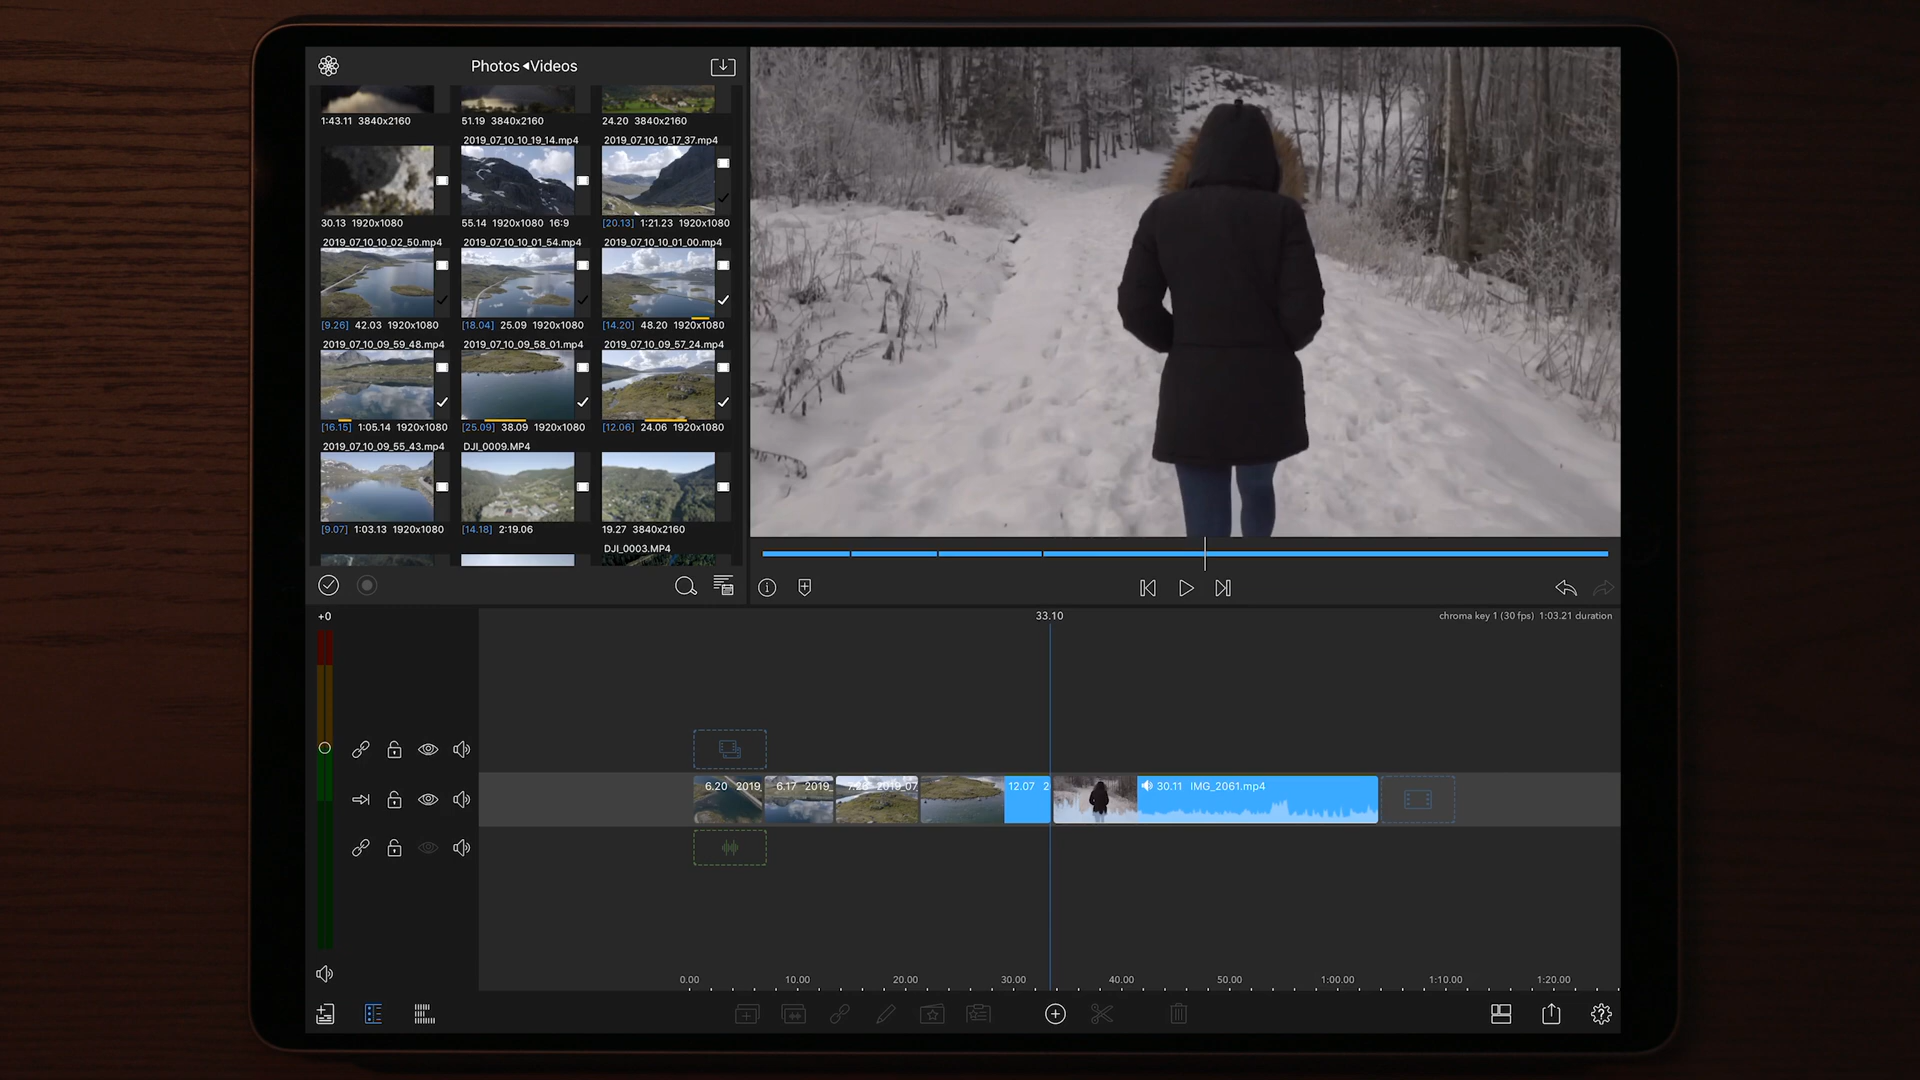 Photos◂Videos
1:43.11 3840x2160
51.19 3840x2160
24.20 3840x2160
2019_07_10_10_19_14.mp4
2019_07_10_10_17_37.mp4
30.13 1920x1080
55.14 1920x1080 16:9
[20.13] 1:21.23 1920x1080
2019_07_10_10_02_50.mp4
2019_07_10_10_01_54.mp4
2019_07_10_10_01_00.mp4
[9.26] 42.03 1920x1080
[18.04] 25.09 1920x1080
[14.20] 48.20 1920x1080
2019_07_10_09_59_48.mp4
2019_07_10_09_58_01.mp4
2019_07_10_09_57_24.mp4
[16.15] 1:05.14 1920x1080
[25.09] 38.09 1920x1080
[12.06] 24.06 1920x1080
2019_07_10_09_55_43.mp4
DJI_0009.MP4
[9.07] 1:03.13 1920x1080
[14.18] 2:19.06
19.27 3840x2160
DJI_0003.MP4
+0
33.10
chroma key 1 (30 fps) 1:03.21 duration
6.20 2019_
6.17 2019_
7.28 2019_07
12.07 2
30.11 IMG_2061.mp4
0.00 10.00 20.00 30.00 40.00 50.00 1:00.00 1:10.00 1:20.00